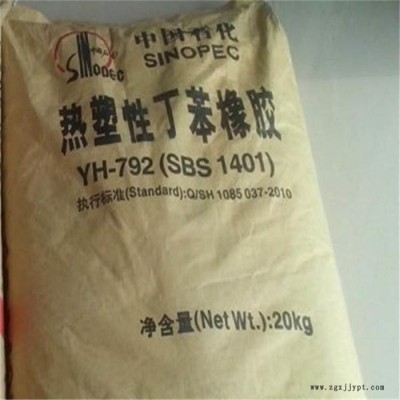 中国石化
SINOPEC
SINOPEC
热塑性丁苯橡胶
YH-792 (SBS 1401)
执行标准(Standard):Q/SH 1085 037-2010
净含量(Net Wt.):20kg
www.zgxjjypt.com